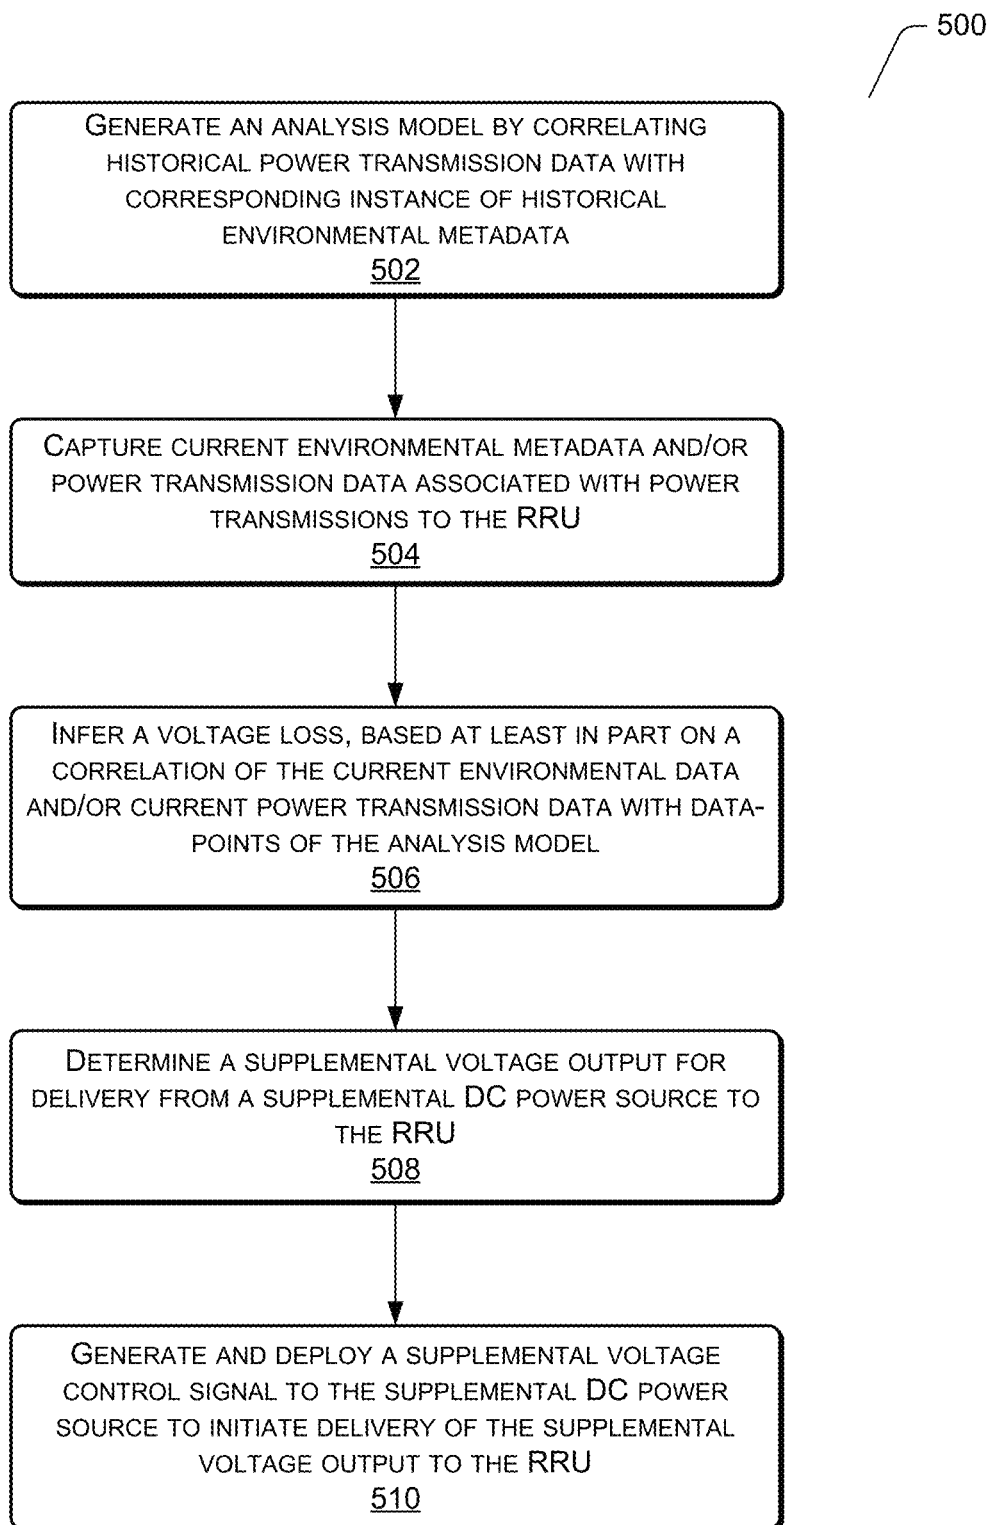 500
GENERATE AN ANALYSIS MODEL BY CORRELATING
HISTORICAL POWER TRANSMISSION DATA WITH
CORRESPONDING INSTANCE OF HISTORICAL
ENVIRONMENTAL METADATA
502
CAPTURE CURRENT ENVIRONMENTAL METADATA AND/OR
POWER TRANSMISSION DATA ASSOCIATED WITH POWER
TRANSMISSIONS TO THE RRU
504
INFER A VOLTAGE LOSS, BASED AT LEAST IN PART ON A
CORRELATION OF THE CURRENT ENVIRONMENTAL DATA
AND/OR CURRENT POWER TRANSMISSION DATA WITH DATA-
POINTS OF THE ANALYSIS MODEL
506
DETERMINE A SUPPLEMENTAL VOLTAGE OUTPUT FOR
DELIVERY FROM A SUPPLEMENTAL DC POWER SOURCE TO
THE RRU
508
GENERATE AND DEPLOY A SUPPLEMENTAL VOLTAGE
CONTROL SIGNAL TO THE SUPPLEMENTAL DC POWER
SOURCE TO INITIATE DELIVERY OF THE SUPPLEMENTAL
VOLTAGE OUTPUT TO THE RRU
510